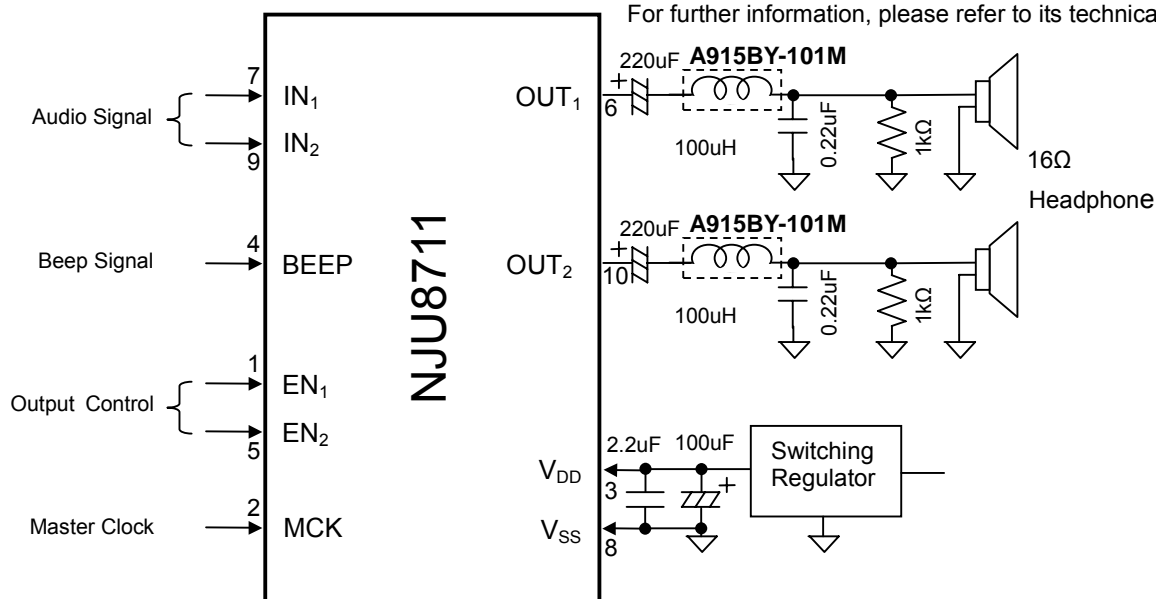 For further information, please refer to its technica
220uF
+
A915BY-101M
7
IN1
OUT1
6
Audio Signal
100uH
0.22uF
1kΩ
IN2
9
16Ω
Headphone
220uF
+
A915BY-101M
4
Beep Signal
BEEP
OUT2
10
100uH
0.22uF
1kΩ
NJU8711
1
EN1
Output Control
EN2
5
2.2uF
100uF
Switching
Regulator
VDD
3
+
2
Master Clock
MCK
VSS
8